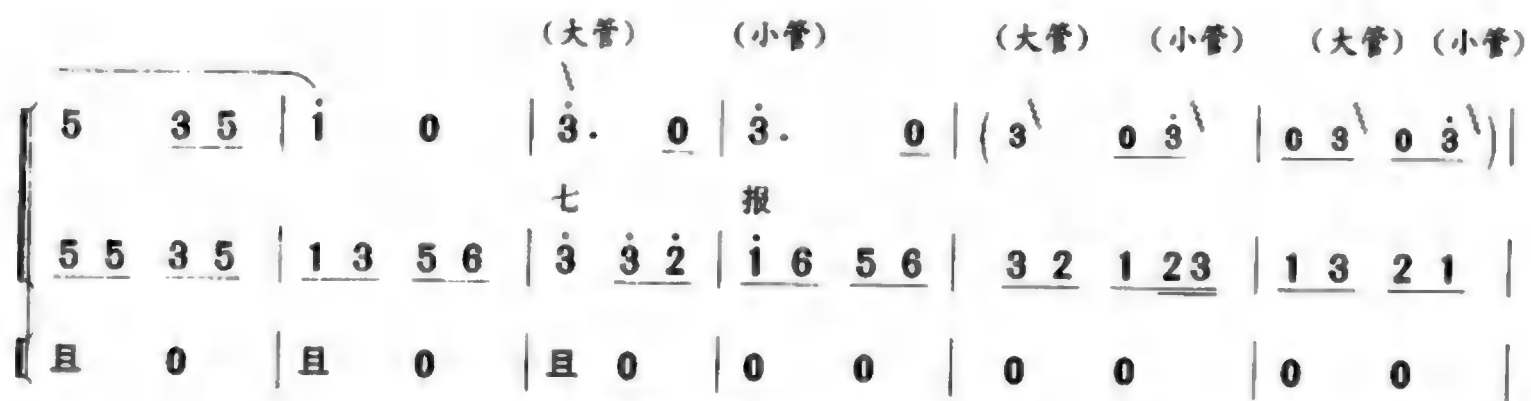 (大管) (小管) (大管) (小管) (大管) (小管)
5 3 5 | i 0 | 3̇. 0 | 3̇. 0 | ( 3 0 3̇ | 0 3 0 3̇ ) |
七 报
5 5 3 5 | 1 3 5 6 | 3̇ 3̇ 2̇ | i 6 5 6 | 3 2 1 2 3 | 1 3 2 1 |
且 0 | 且 0 | 且 0 | 0 0 | 0 0 | 0 0 |